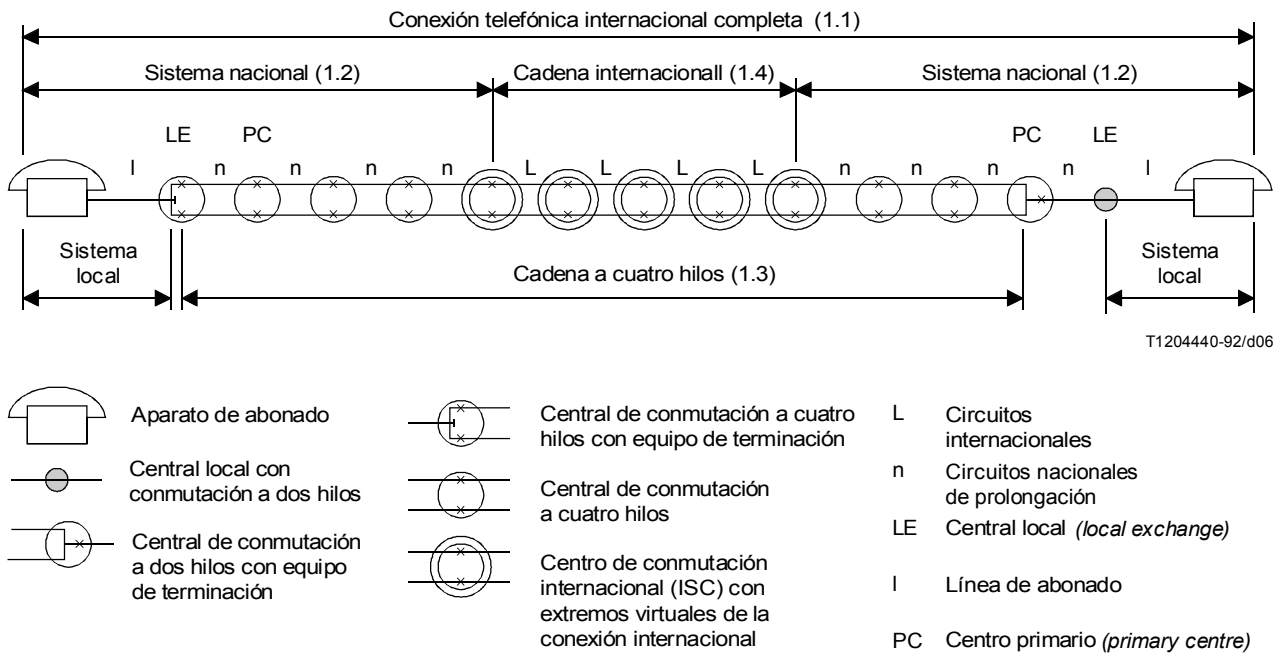 Conexión telefónica internacional completa (1.1)
Sistema nacional (1.2)
Cadena internacionall (1.4)
Sistema nacional (1.2)
LE
PC
PC
LE
l
n
n
n
n
L
L
L
L
n
n
n
n
l
Sistema
local
Cadena a cuatro hilos (1.3)
Sistema
local
T1204440-92/d06
Aparato de abonado
Central local con
conmutación a dos hilos
Central de conmutación
a dos hilos con equipo
de terminación
Central de conmutación a cuatro
hilos con equipo de terminación
Central de conmutación
a cuatro hilos
Centro de conmutación
internacional (ISC) con
extremos virtuales de la
conexión internacional
L Circuitos
internacionales
n Circuitos nacionales
de prolongación
LE Central local (local exchange)
l Línea de abonado
PC Centro primario (primary centre)